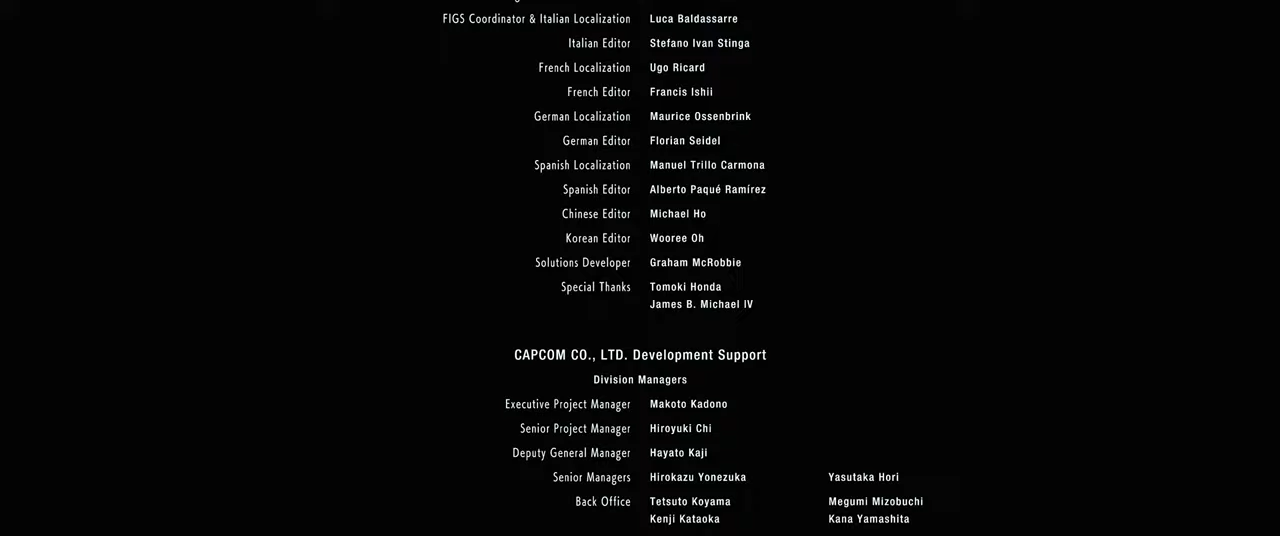 FIGS Coordinator & Italian Localization Luca Baldassarre
Italian Editor Stefano Ivan Stinga
French Localization Ugo Ricard
French Editor Francis Ishii
German Localization Maurice Ossenbrink
German Editor Florian Seidel
Spanish Localization Manuel Trillo Carmona
Spanish Editor Alberto Paqué Ramírez
Chinese Editor Michael Ho
Korean Editor Wooree Oh
Solutions Developer Graham McRobbie
Special Thanks Tomoki Honda
James B. Michael IV
CAPCOM CO., LTD. Development Support
Division Managers
Executive Project Manager Makoto Kadono
Senior Project Manager Hiroyuki Chi
Deputy General Manager Hayato Kaji
Senior Managers Hirokazu Yonezuka Yasutaka Hori
Back Office Tetsuto Koyama Megumi Mizobuchi
Kenji Kataoka Kana Yamashita